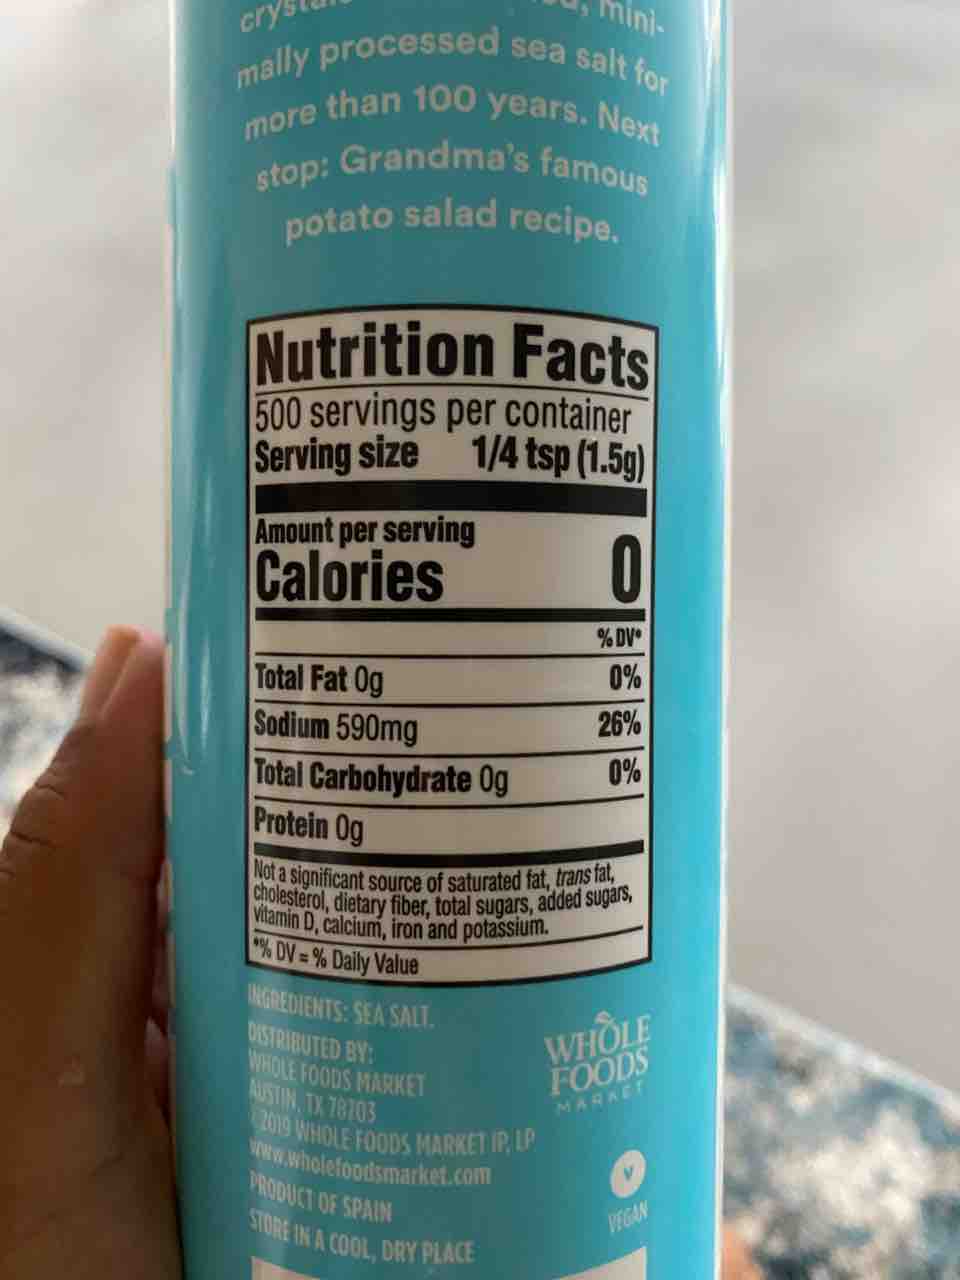 mini-
mally processed sea salt for
more than 100 years. Next
stop: Grandma's famous
potato salad recipe.
Nutrition Facts
500 servings per container
Serving size 1/4 tsp (1.5g)
Amount per serving
Calories 0
% DV*
Total Fat 0g 0%
Sodium 590mg 26%
Total Carbohydrate 0g 0%
Protein 0g
Not a significant source of saturated fat, trans fat,
cholesterol, dietary fiber, total sugars, added sugars,
vitamin D, calcium, iron and potassium.
*% DV = % Daily Value
INGREDIENTS: SEA SALT.
DISTRIBUTED BY:
WHOLE FOODS MARKET
AUSTIN, TX 78703
2019 WHOLE FOODS MARKET IP, LP
www.wholefoodsmarket.com
PRODUCT OF SPAIN
STORE IN A COOL, DRY PLACE
WHOLE
FOODS
MARKET
V
VEGAN